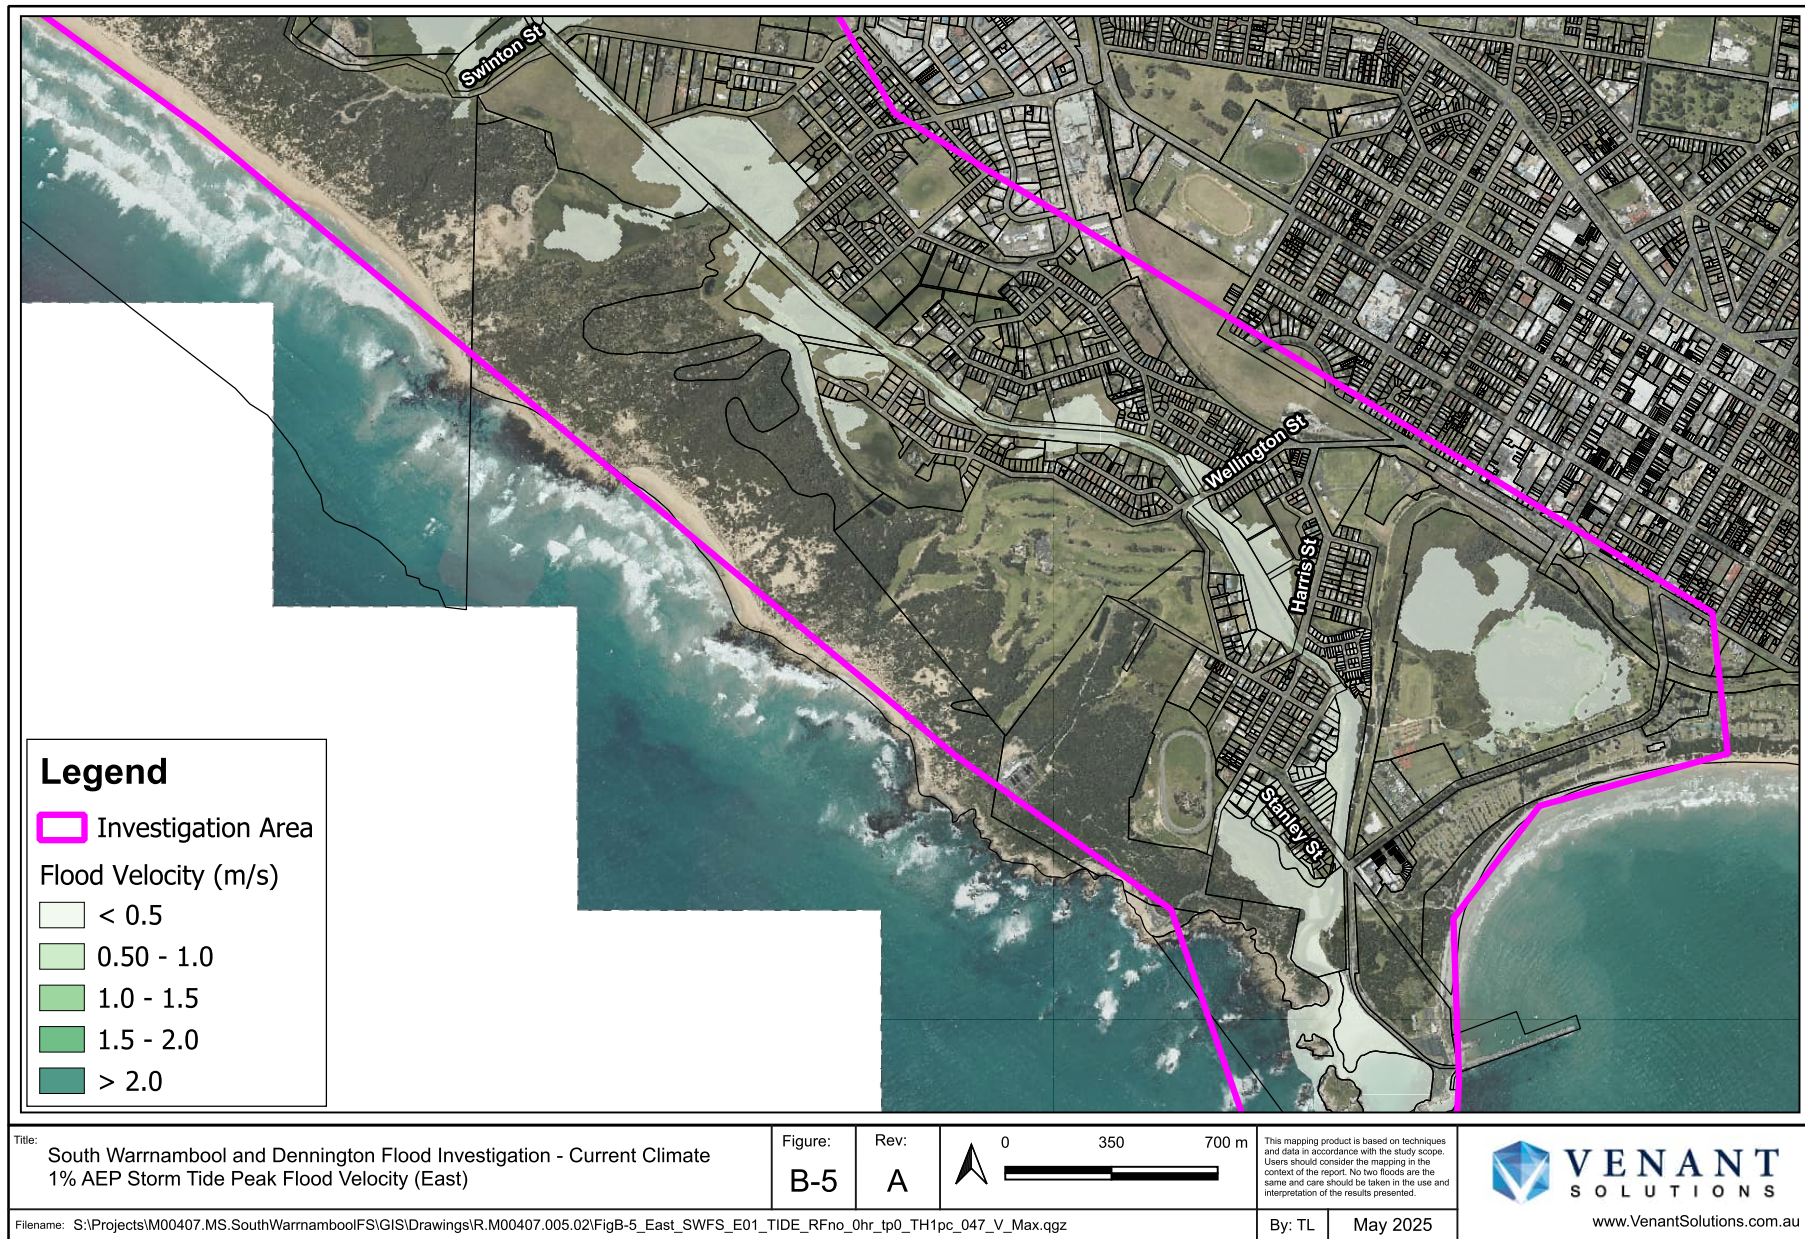 Swinton St
Wellington St
Harris St
Stanley St
Legend
Investigation Area
Flood Velocity (m/s)
< 0.5
0.50 - 1.0
1.0 - 1.5
1.5 - 2.0
> 2.0
Title:
South Warrnambool and Dennington Flood Investigation - Current Climate
1% AEP Storm Tide Peak Flood Velocity (East)
Figure:
B-5
Rev:
A
0 350 700 m
This mapping product is based on techniques
and data in accordance with the study scope.
Users should consider the mapping in the
context of the report. No two floods are the
same and care should be taken in the use and
interpretation of the results presented.
VENANT
SOLUTIONS
www.VenantSolutions.com.au
Filename: S:\Projects\M00407.MS.SouthWarrnamboolFS\GIS\Drawings\R.M00407.005.02\FigB-5_East_SWFS_E01_TIDE_RFno_0hr_tp0_TH1pc_047_V_Max.qgz
By: TL
May 2025